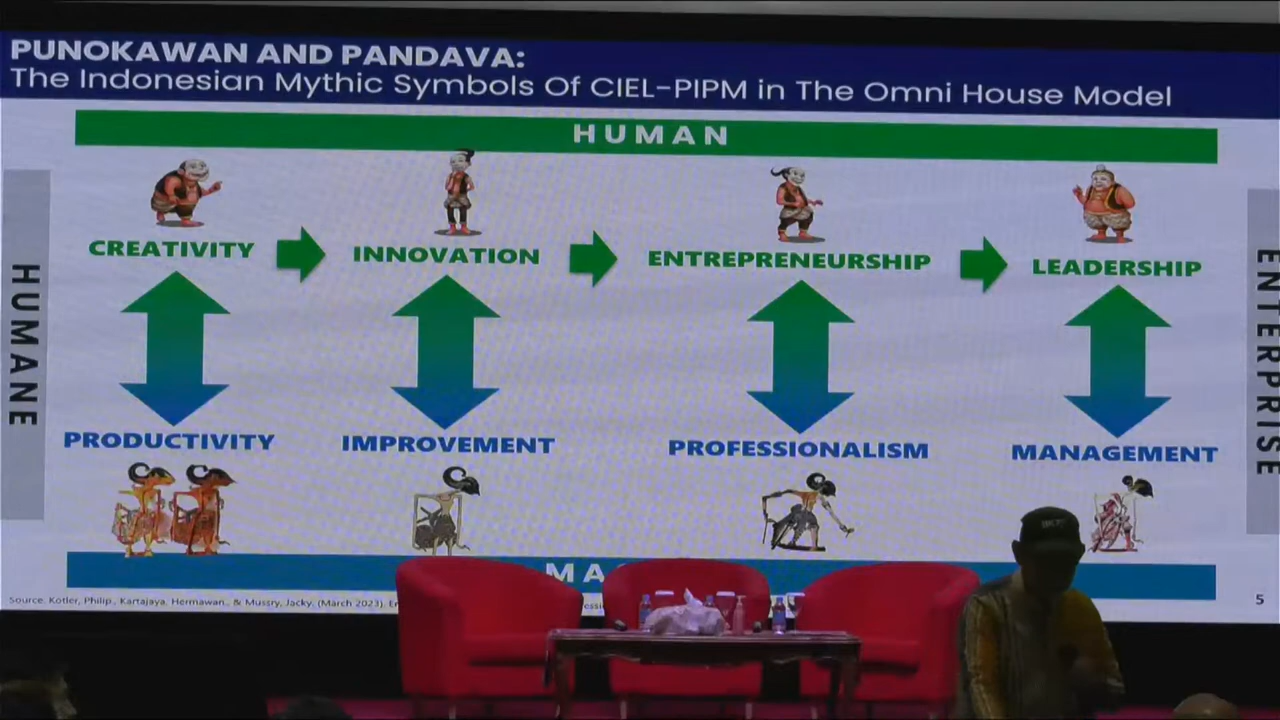 PUNOKAWAN AND PANDAVA:
The Indonesian Mythic Symbols Of CIEL-PIPM in The Omni House Model
HUMAN
HUMANE
ENTERPRISE
CREATIVITY
INNOVATION
ENTREPRENEURSHIP
LEADERSHIP
PRODUCTIVITY
IMPROVEMENT
PROFESSIONALISM
MANAGEMENT
MA
Source: Kotler, Philip., Kartajaya, Hermawan., & Mussry, Jacky. (March 2023).
5